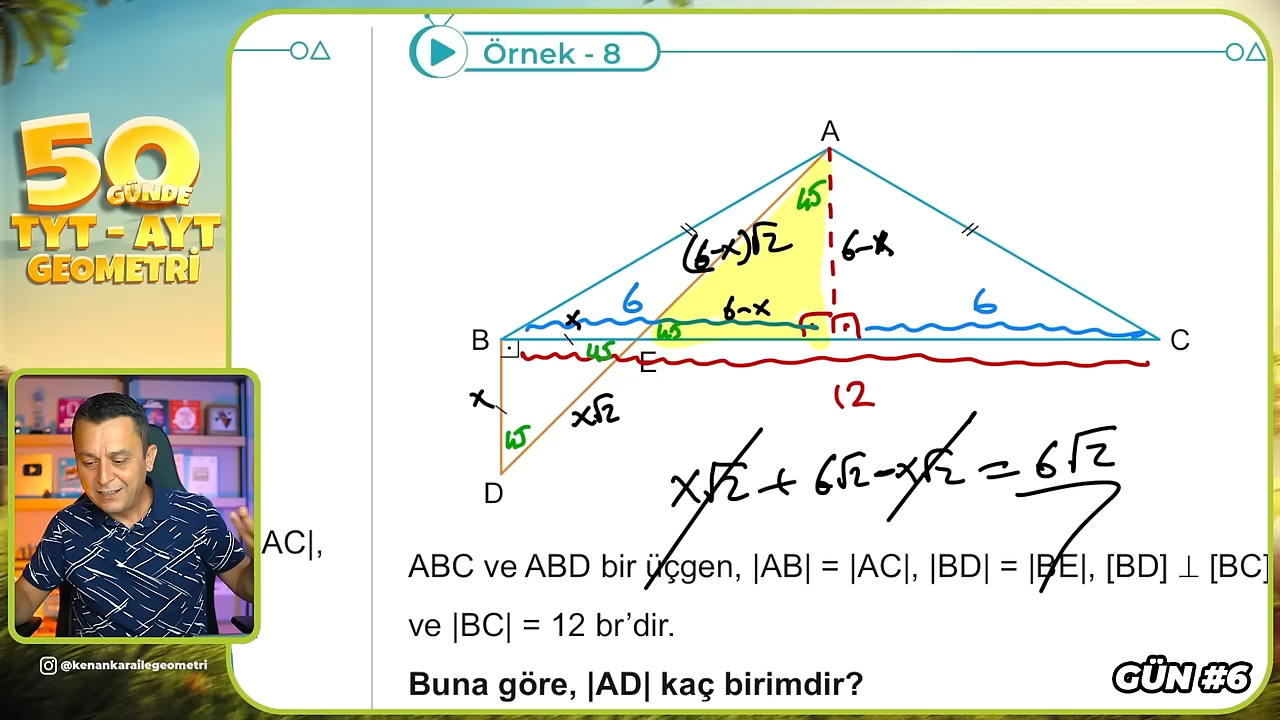 50
GÜNDE
TYT - AYT
GEOMETRİ
Örnek - 8
A
45
(6-x)√2
6-x
6
6-x
6
x
45
B
C
45
E
12
x
x√2
45
D
x√2 + 6√2 - x√2 = 6√2
AC|,
ABC ve ABD bir üçgen, |AB| = |AC|, |BD| = |BE|, [BD] ⊥ [BC]
ve |BC| = 12 br’dir.
Buna göre, |AD| kaç birimdir?
@kenankarailegeometri
GÜN #6